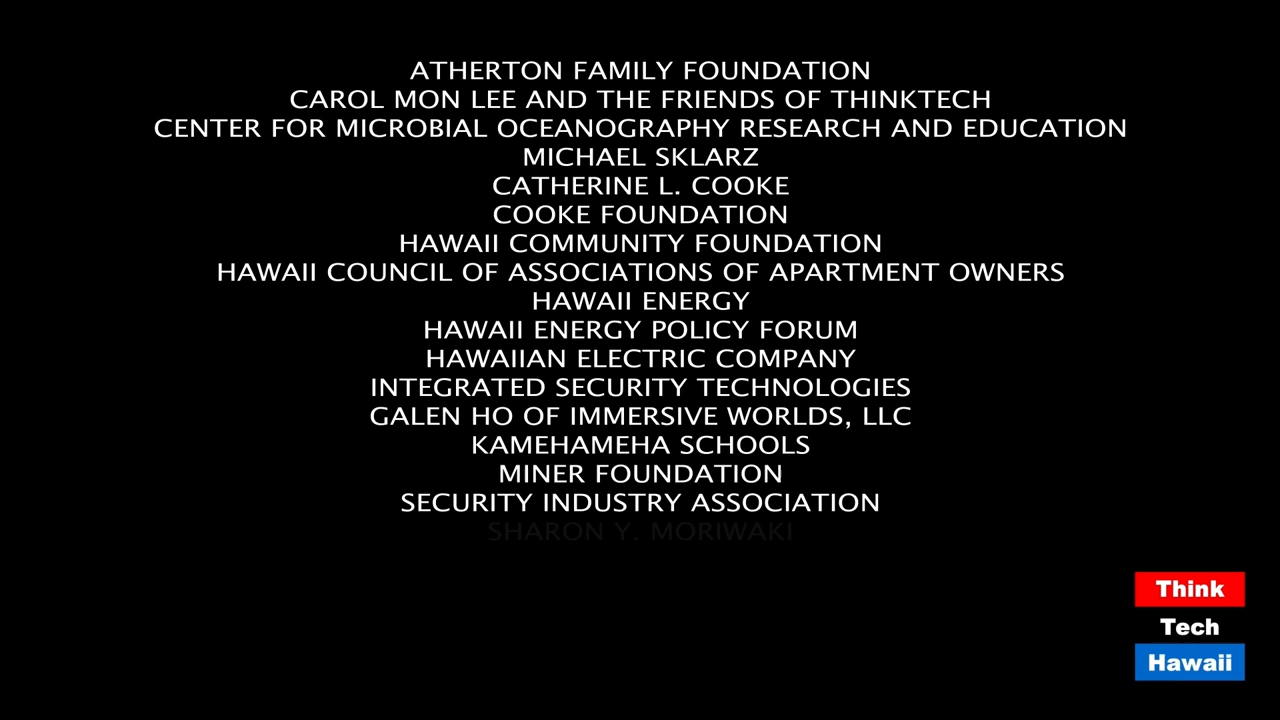 ATHERTON FAMILY FOUNDATION
CAROL MON LEE AND THE FRIENDS OF THINKTECH
CENTER FOR MICROBIAL OCEANOGRAPHY RESEARCH AND EDUCATION
MICHAEL SKLARZ
CATHERINE L. COOKE
COOKE FOUNDATION
HAWAII COMMUNITY FOUNDATION
HAWAII COUNCIL OF ASSOCIATIONS OF APARTMENT OWNERS
HAWAII ENERGY
HAWAII ENERGY POLICY FORUM
HAWAIIAN ELECTRIC COMPANY
INTEGRATED SECURITY TECHNOLOGIES
GALEN HO OF IMMERSIVE WORLDS, LLC
KAMEHAMEHA SCHOOLS
MINER FOUNDATION
SECURITY INDUSTRY ASSOCIATION
SHARON Y. MORIWAKI
Think
Tech
Hawaii